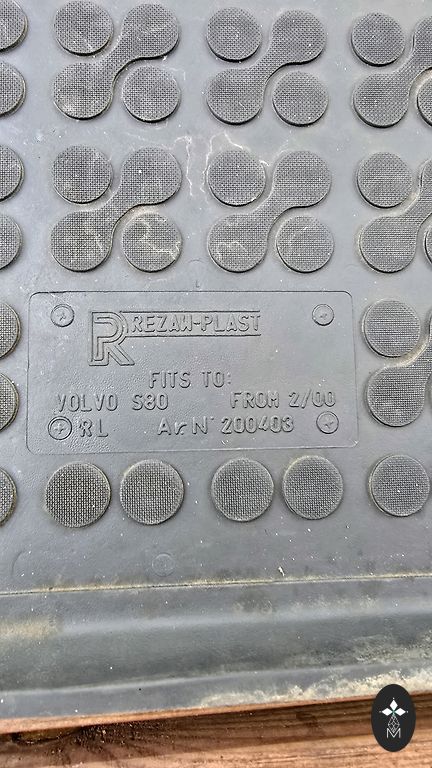 R REZAW-PLAST
FITS TO:
VOLVO S80 FROM 2/00
RL Ar N° 200403
M